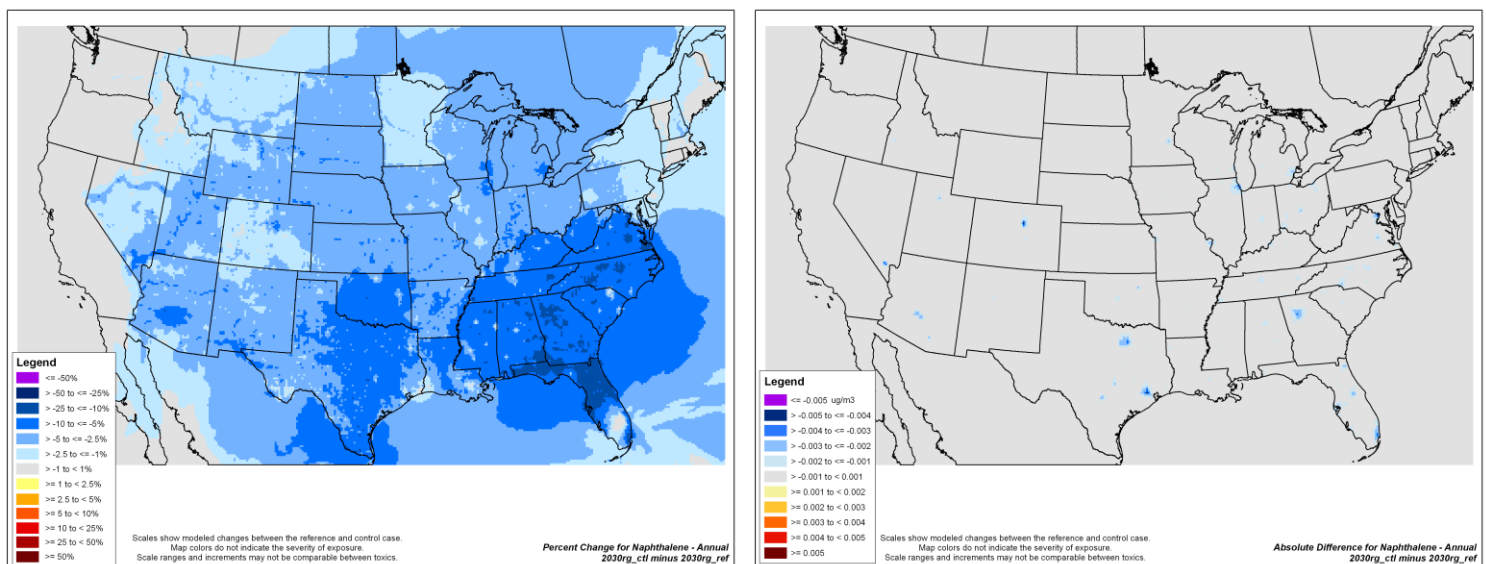 Legend
<= -50%
> -50 to <= -25%
> -25 to <= -10%
> -10 to <= -5%
> -5 to <= -2.5%
> -2.5 to <= -1%
> -1 to < 1%
>= 1 to < 2.5%
>= 2.5 to < 5%
>= 5 to < 10%
>= 10 to < 25%
>= 25 to < 50%
>= 50%
Scales show modeled changes between the reference and control case.
Map colors do not indicate the severity of exposure.
Scale ranges and increments may not be comparable between toxics.
Percent Change for Naphthalene - Annual
2030rg_ctl minus 2030rg_ref
Legend
<= -0.005 ug/m3
> -0.005 to <= -0.004
> -0.004 to <= -0.003
> -0.003 to <= -0.002
> -0.002 to <= -0.001
> -0.001 to < 0.001
>= 0.001 to < 0.002
>= 0.002 to < 0.003
>= 0.003 to < 0.004
>= 0.004 to < 0.005
>= 0.005
Scales show modeled changes between the reference and control case.
Map colors do not indicate the severity of exposure.
Scale ranges and increments may not be comparable between toxics.
Absolute Difference for Naphthalene - Annual
2030rg_ctl minus 2030rg_ref